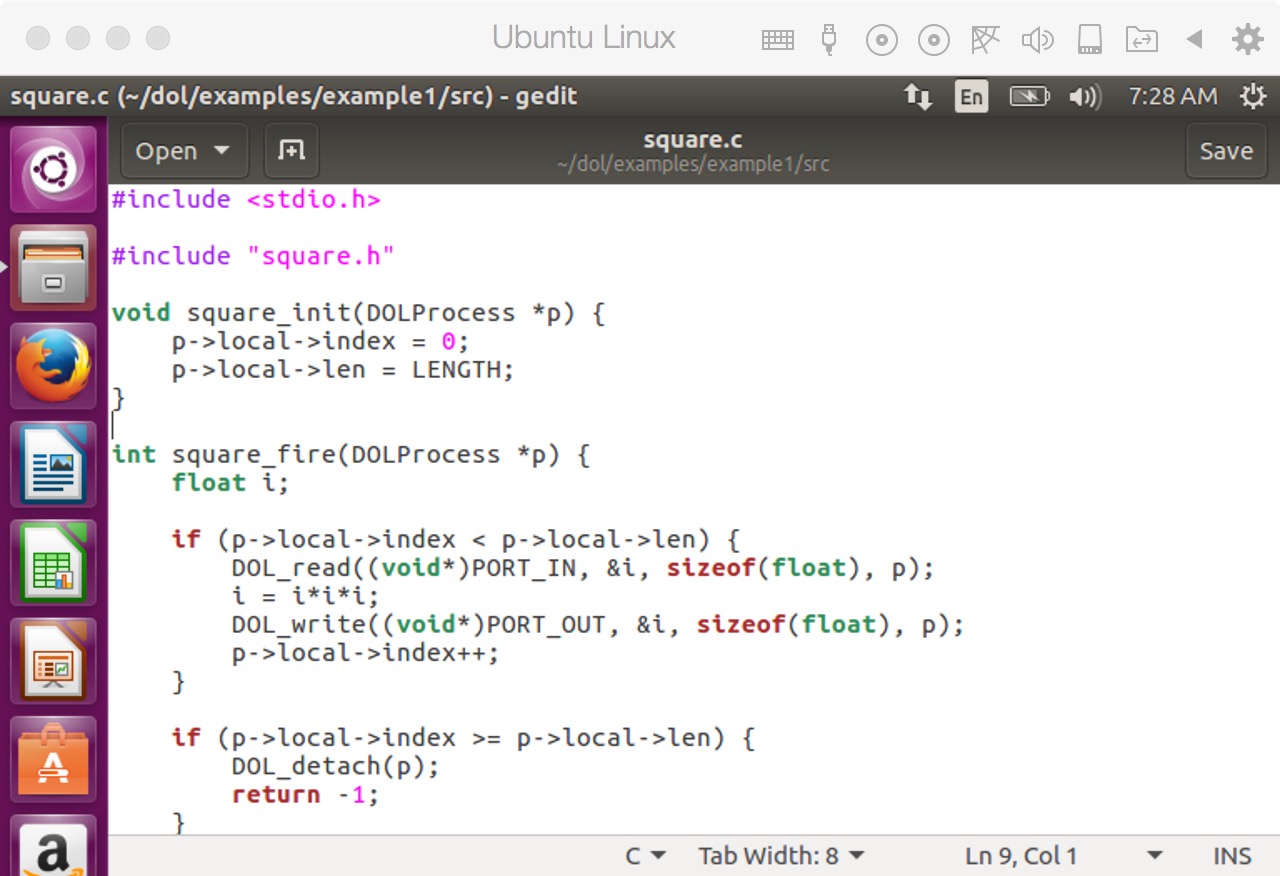 Ubuntu Linux
square.c (~/dol/examples/example1/src) - gedit
En
7:28 AM
Open
square.c
~/dol/examples/example1/src
Save
#include <stdio.h>
#include "square.h"
void square_init(DOLProcess *p) {
    p->local->index = 0;
    p->local->len = LENGTH;
}
int square_fire(DOLProcess *p) {
    float i;
    if (p->local->index < p->local->len) {
        DOL_read((void*)PORT_IN, &i, sizeof(float), p);
        i = i*i*i;
        DOL_write((void*)PORT_OUT, &i, sizeof(float), p);
        p->local->index++;
    }
    if (p->local->index >= p->local->len) {
        DOL_detach(p);
        return -1;
    }
a
C
Tab Width: 8
Ln 9, Col 1
INS